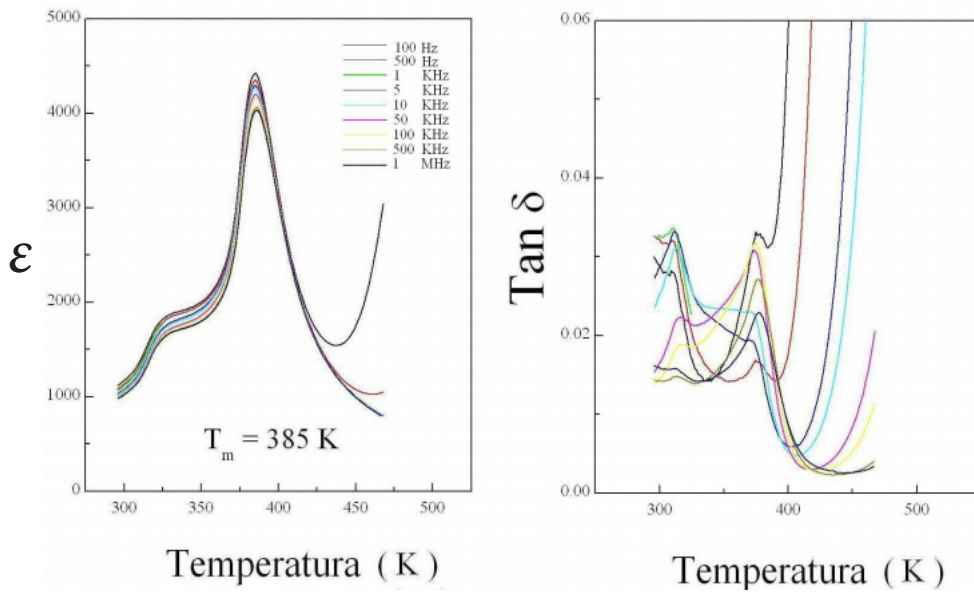 5000
4000
3000
2000
1000
0
ε
300 350 400 450 500
Temperatura ( K )
T_m = 385 K
100 Hz
500 Hz
1 KHz
5 KHz
10 KHz
50 KHz
100 KHz
500 KHz
1 MHz
0.06
0.04
0.02
0.00
Tan δ
300 400 500
Temperatura ( K )